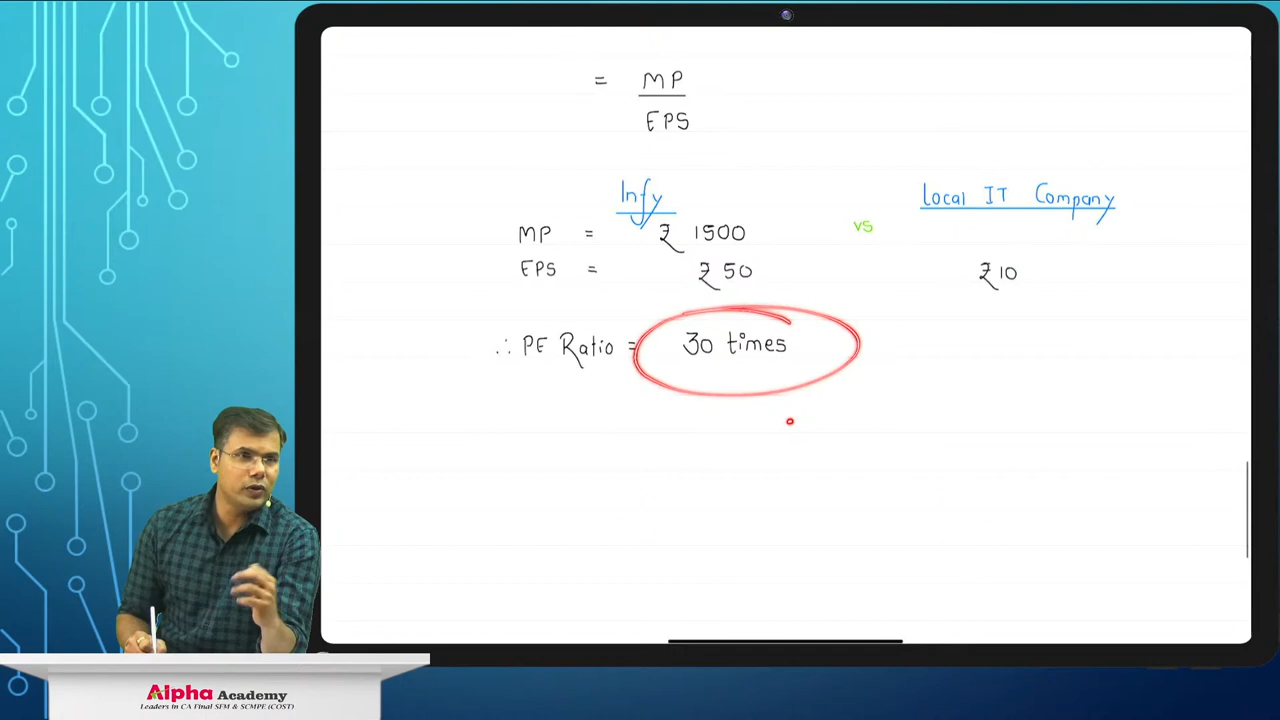 = MP
EPS
Infy
vs
Local IT Company
MP = ₹ 1500
EPS = ₹ 50 ₹ 10
∴ PE Ratio = 30 times
Alpha Academy
Leaders in CA Final SFM & SCMPE (COST)